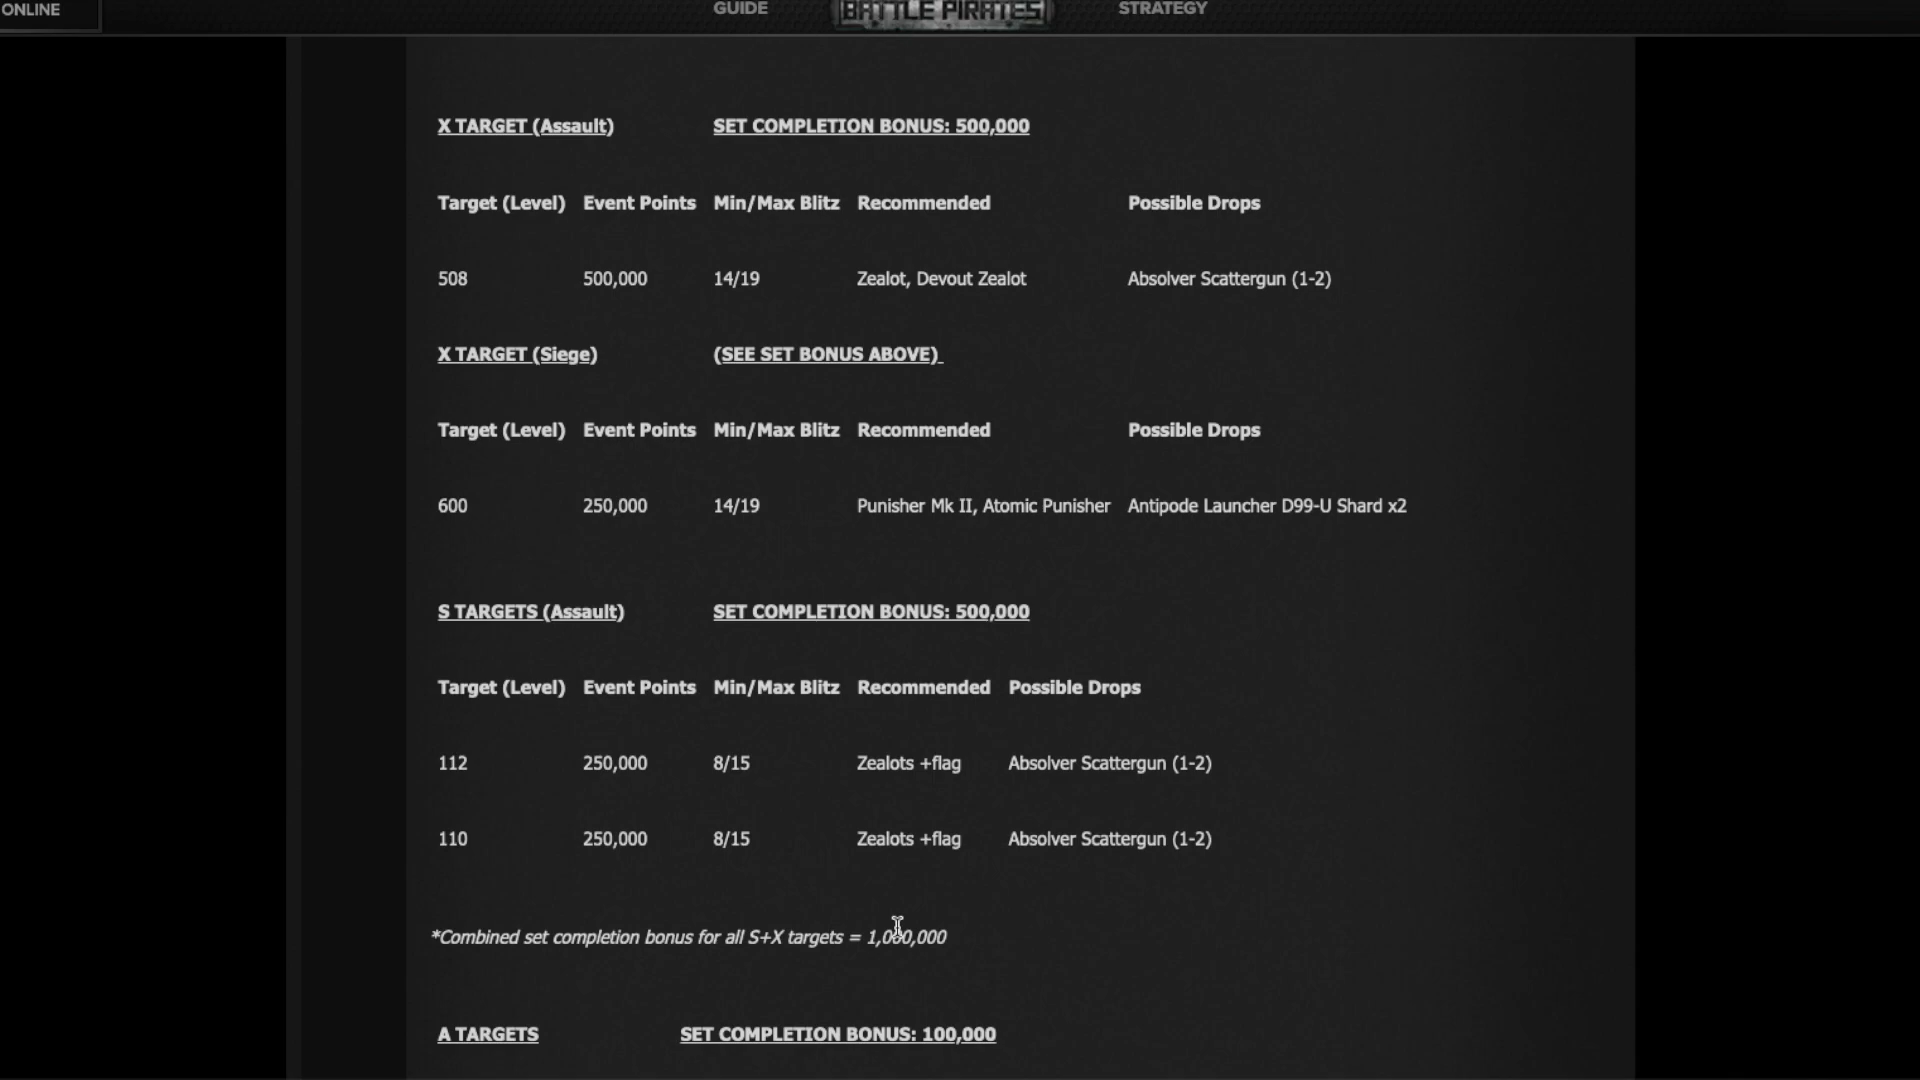 ONLINE GUIDE BATTLE PIRATES STRATEGY
X TARGET (Assault) SET COMPLETION BONUS: 500,000
Target (Level) Event Points Min/Max Blitz Recommended Possible Drops
508 500,000 14/19 Zealot, Devout Zealot Absolver Scattergun (1-2)
X TARGET (Siege) (SEE SET BONUS ABOVE)
Target (Level) Event Points Min/Max Blitz Recommended Possible Drops
600 250,000 14/19 Punisher Mk II, Atomic Punisher Antipode Launcher D99-U Shard x2
S TARGETS (Assault) SET COMPLETION BONUS: 500,000
Target (Level) Event Points Min/Max Blitz Recommended Possible Drops
112 250,000 8/15 Zealots +flag Absolver Scattergun (1-2)
110 250,000 8/15 Zealots +flag Absolver Scattergun (1-2)
*Combined set completion bonus for all S+X targets = 1,000,000
A TARGETS SET COMPLETION BONUS: 100,000